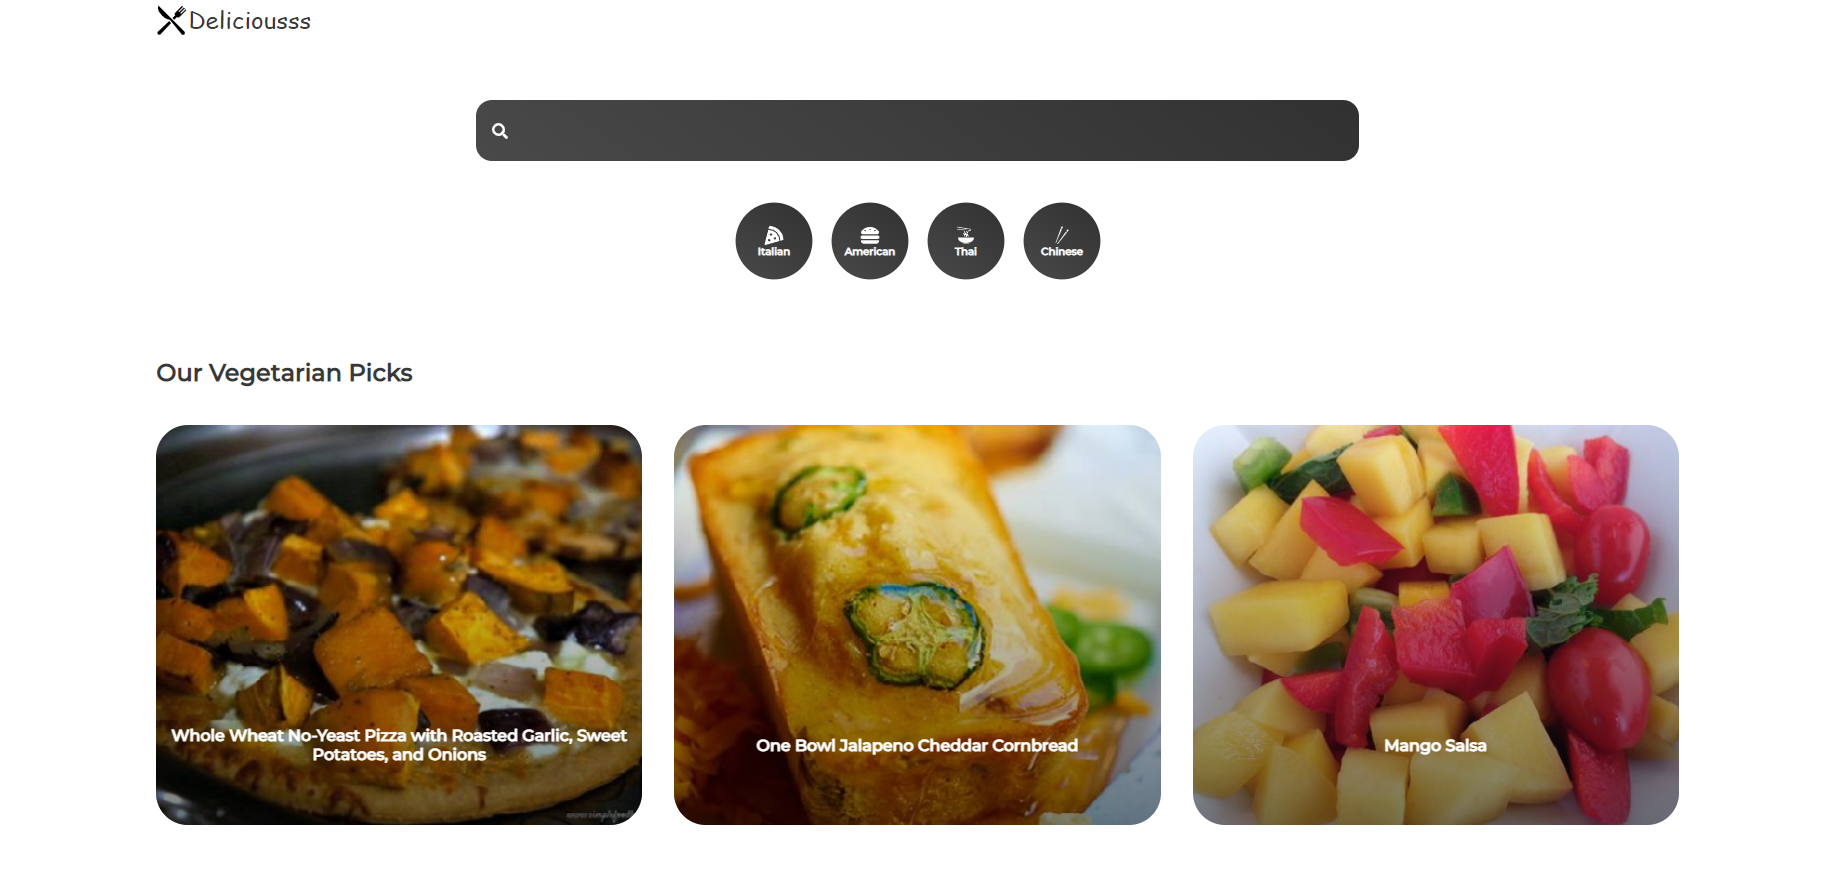 Deliciousss
Italian
American
Thai
Chinese
Our Vegetarian Picks
Whole Wheat No-Yeast Pizza with Roasted Garlic, Sweet
Potatoes, and Onions
One Bowl Jalapeno Cheddar Cornbread
Mango Salsa